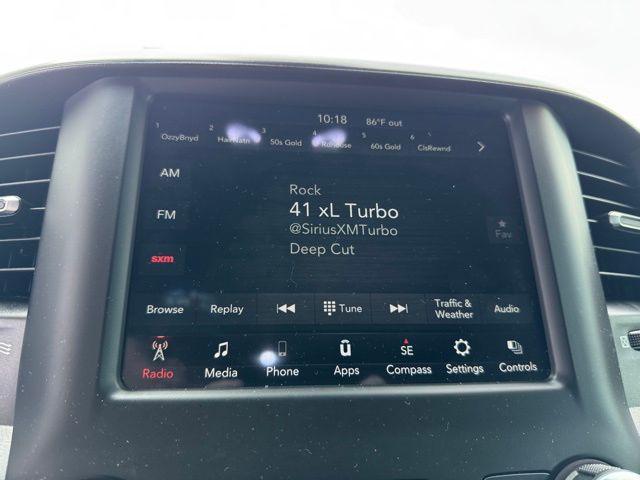 10:18 86°F out
1 OzzyBnyd 2 HairNatn 3 50s Gold 4 5 60s Gold 6 ClsRewnd
AM
FM
sxm
Rock
41 xL Turbo
@SiriusXMTurbo
Deep Cut
Fav
Browse Replay Tune Traffic & Weather Audio
Radio Media Phone Apps SE Compass Settings Controls